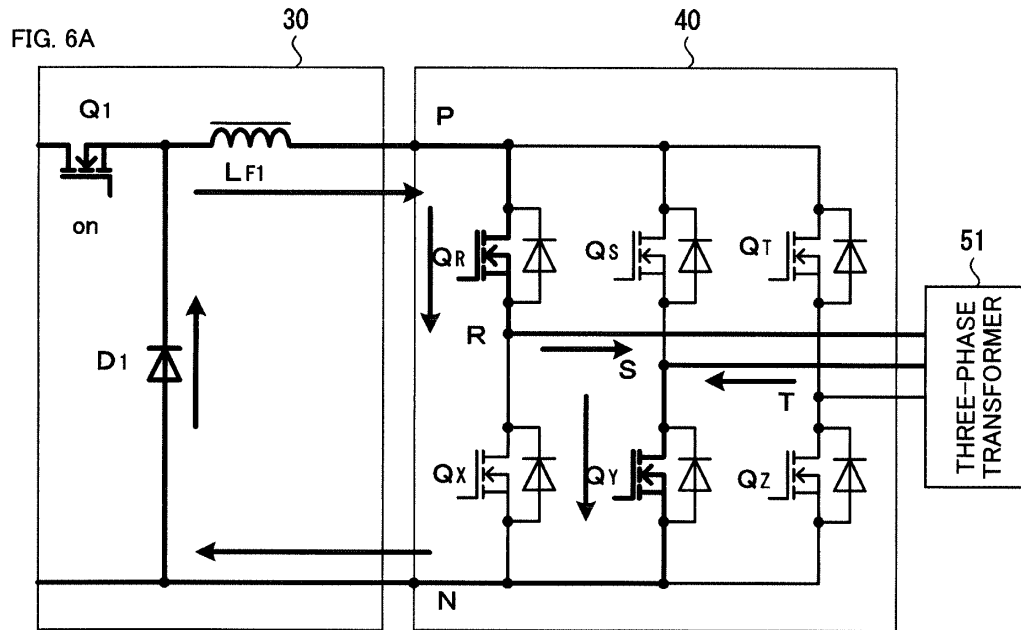 FIG. 6A
30
40
Q1
P
LF1
on
QR
QS
QT
51
R
D1
S
T
THREE-PHASE
TRANSFORMER
QX
QY
QZ
N